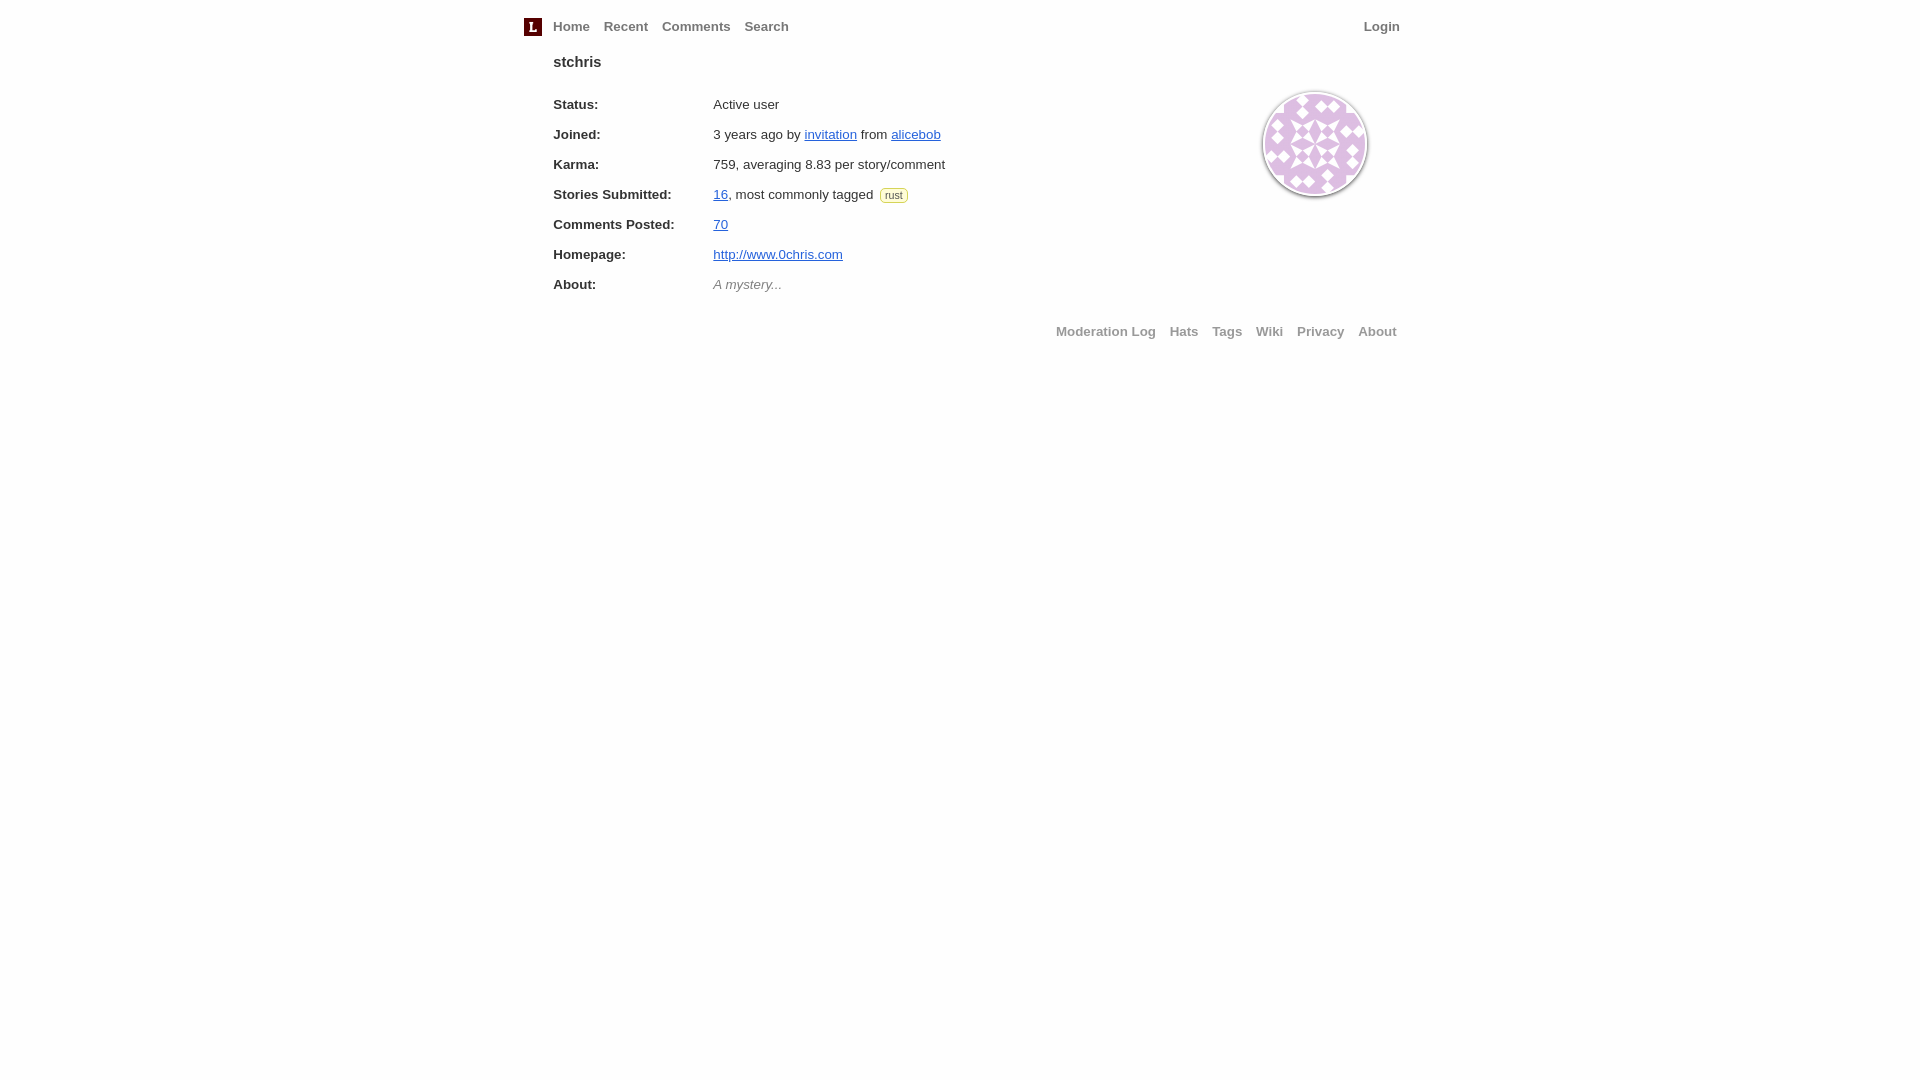 L Home Recent Comments Search Login
stchris
Status: Active user
Joined: 3 years ago by invitation from alicebob
Karma: 759, averaging 8.83 per story/comment
Stories Submitted: 16, most commonly tagged rust
Comments Posted: 70
Homepage: http://www.0chris.com
About: A mystery...
Moderation Log Hats Tags Wiki Privacy About